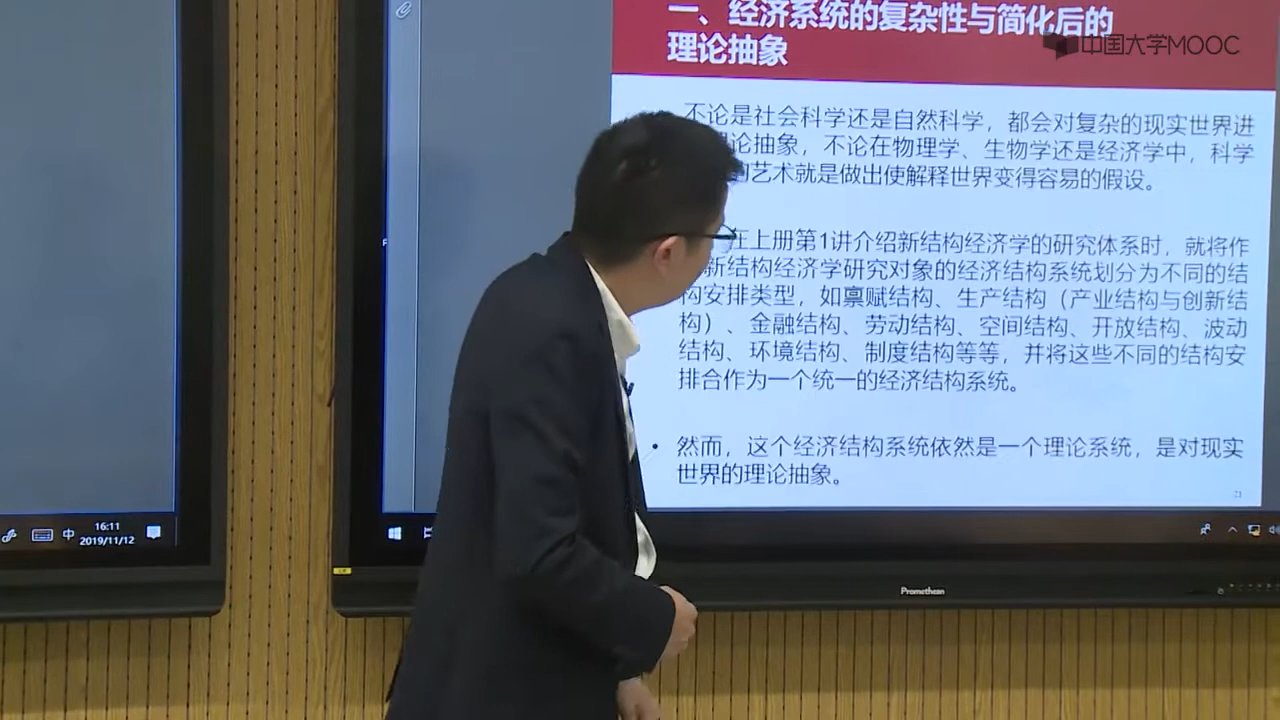 一、经济系统的复杂性与简化后的
理论抽象
中国大学MOOC
不论是社会科学还是自然科学，都会对复杂的现实世界进
论抽象，不论在物理学、生物学还是经济学中，科学
艺术就是做出使解释世界变得容易的假设。
在上册第1讲介绍新结构经济学的研究体系时，就将作
新结构经济学研究对象的经济结构系统划分为不同的结
构安排类型，如禀赋结构、生产结构（产业结构与创新结
构）、金融结构、劳动结构、空间结构、开放结构、波动
结构、环境结构、制度结构等等，并将这些不同的结构安
排合作为一个统一的经济结构系统。
• 然而，这个经济结构系统依然是一个理论系统，是对现实
世界的理论抽象。
21
中
16:11
2019/11/12
Promethean